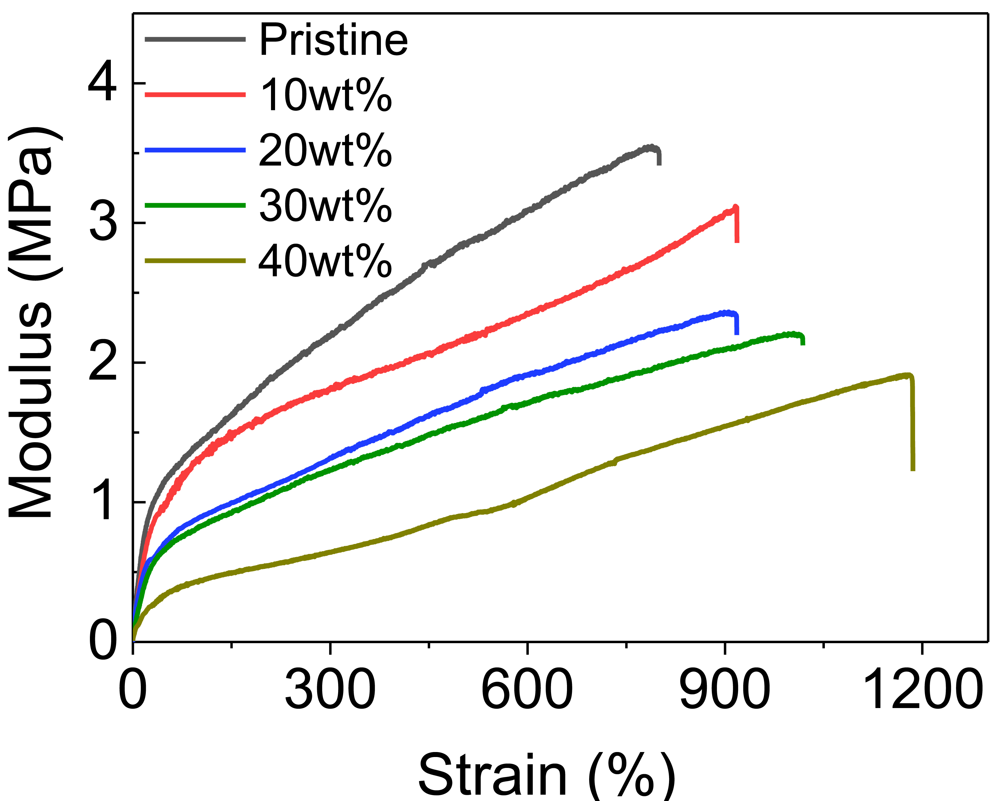 Pristine
10wt%
20wt%
30wt%
40wt%
4
3
2
1
0
Modulus (MPa)
0 300 600 900 1200
Strain (%)